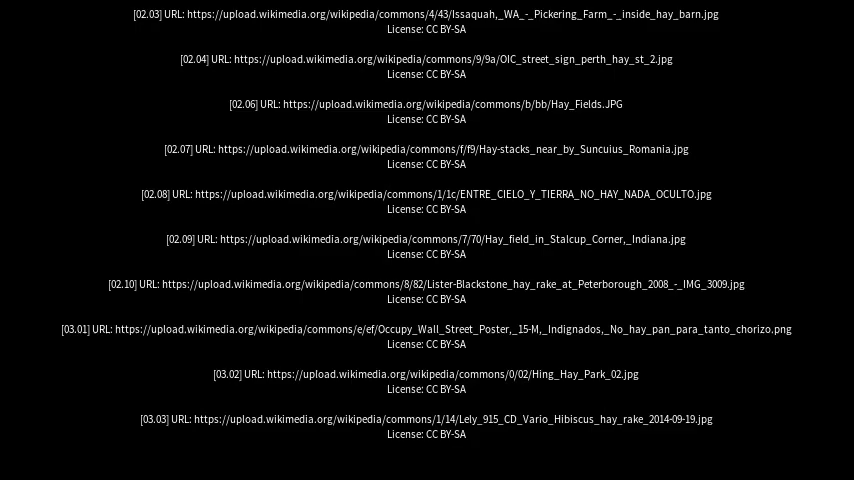 [02.03] URL: https://upload.wikimedia.org/wikipedia/commons/4/43/Issaquah,_WA_-_Pickering_Farm_-_inside_hay_barn.jpg
License: CC BY-SA
[02.04] URL: https://upload.wikimedia.org/wikipedia/commons/9/9a/OIC_street_sign_perth_hay_st_2.jpg
License: CC BY-SA
[02.06] URL: https://upload.wikimedia.org/wikipedia/commons/b/bb/Hay_Fields.JPG
License: CC BY-SA
[02.07] URL: https://upload.wikimedia.org/wikipedia/commons/f/f9/Hay-stacks_near_by_Suncuius_Romania.jpg
License: CC BY-SA
[02.08] URL: https://upload.wikimedia.org/wikipedia/commons/1/1c/ENTRE_CIELO_Y_TIERRA_NO_HAY_NADA_OCULTO.jpg
License: CC BY-SA
[02.09] URL: https://upload.wikimedia.org/wikipedia/commons/7/70/Hay_field_in_Stalcup_Corner,_Indiana.jpg
License: CC BY-SA
[02.10] URL: https://upload.wikimedia.org/wikipedia/commons/8/82/Lister-Blackstone_hay_rake_at_Peterborough_2008_-_IMG_3009.jpg
License: CC BY-SA
[03.01] URL: https://upload.wikimedia.org/wikipedia/commons/e/ef/Occupy_Wall_Street_Poster,_15-M,_Indignados,_No_hay_pan_para_tanto_chorizo.png
License: CC BY-SA
[03.02] URL: https://upload.wikimedia.org/wikipedia/commons/0/02/Hing_Hay_Park_02.jpg
License: CC BY-SA
[03.03] URL: https://upload.wikimedia.org/wikipedia/commons/1/14/Lely_915_CD_Vario_Hibiscus_hay_rake_2014-09-19.jpg
License: CC BY-SA